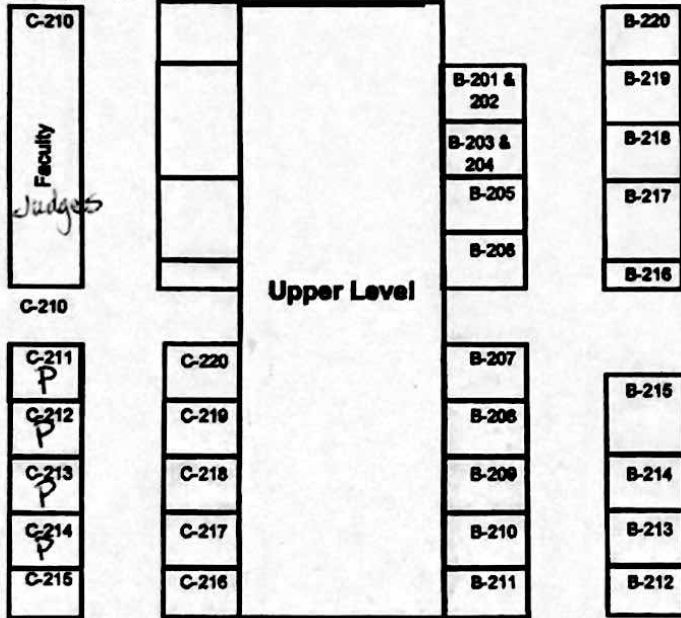 C-210
Faculty
Judges
C-210
C-211
P
C-212
P
C-213
P
C-214
P
C-215
C-220
C-219
C-218
C-217
C-216
Upper Level
B-201 &
202
B-203 &
204
B-205
B-206
B-207
B-208
B-209
B-210
B-211
B-220
B-219
B-218
B-217
B-216
B-215
B-214
B-213
B-212